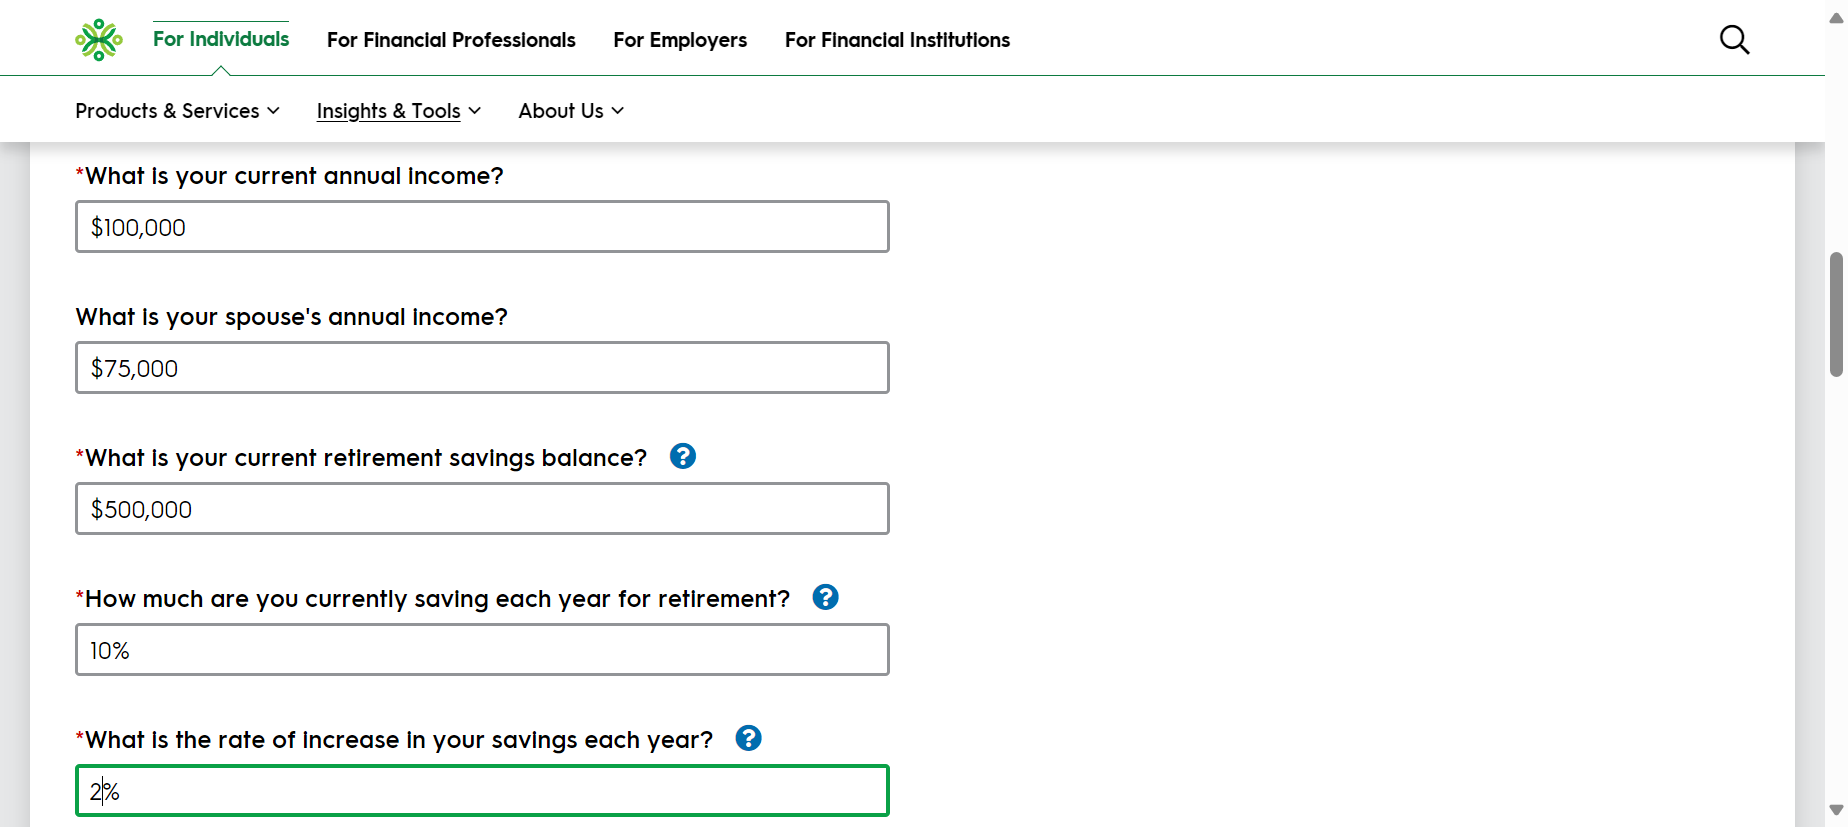 For Individuals For Financial Professionals For Employers For Financial Institutions
Products & Services Insights & Tools About Us
*What is your current annual income?
$100,000
What is your spouse's annual income?
$75,000
*What is your current retirement savings balance? ?
$500,000
*How much are you currently saving each year for retirement? ?
10%
*What is the rate of increase in your savings each year? ?
2%